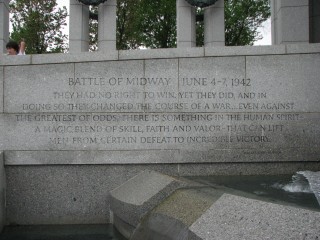 BATTLE OF MIDWAY JUNE 4-7, 1942
THEY HAD NO RIGHT TO WIN. YET THEY DID, AND IN
DOING SO THEY CHANGED THE COURSE OF A WAR...EVEN AGAINST
THE GREATEST OF ODDS, THERE IS SOMETHING IN THE HUMAN SPIRIT-
A MAGIC BLEND OF SKILL, FAITH AND VALOR-THAT CAN LIFT
MEN FROM CERTAIN DEFEAT TO INCREDIBLE VICTORY.